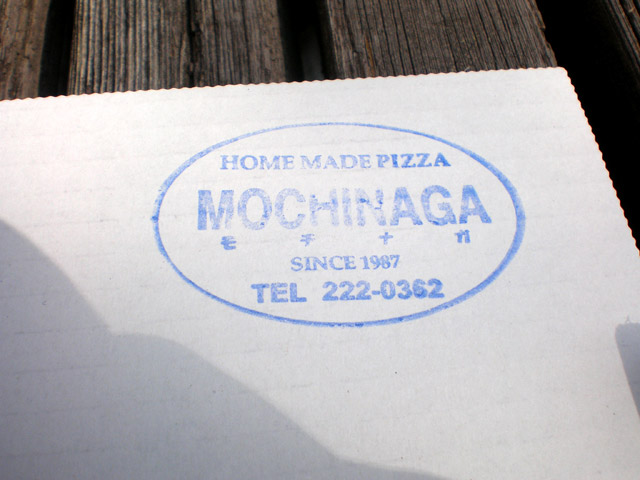 HOME MADE PIZZA
MOCHINAGA
モ チ ナ ガ
SINCE 1987
TEL 222-0362